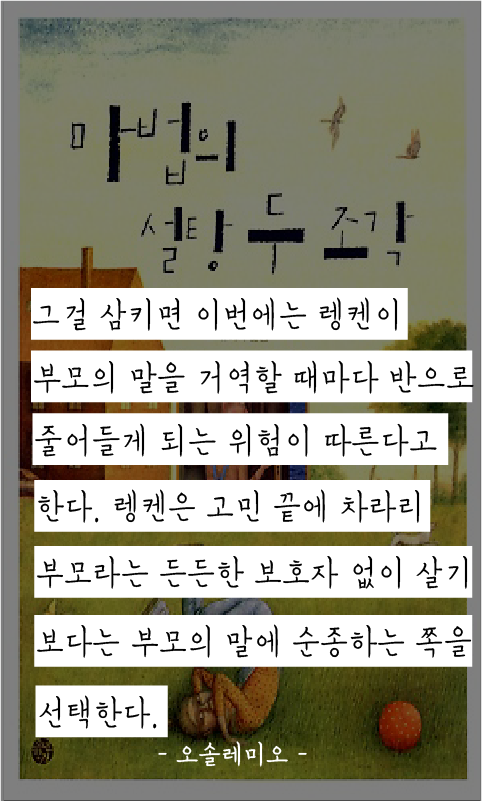 마법의
설탕 두 조각
그걸 삼키면 이번에는 렝켄이
부모의 말을 거역할 때마다 반으로
줄어들게 되는 위험이 따른다고
한다. 렝켄은 고민 끝에 차라리
부모라는 든든한 보호자 없이 살기
보다는 부모의 말에 순종하는 쪽을
선택한다.
- 오솔레미오 -